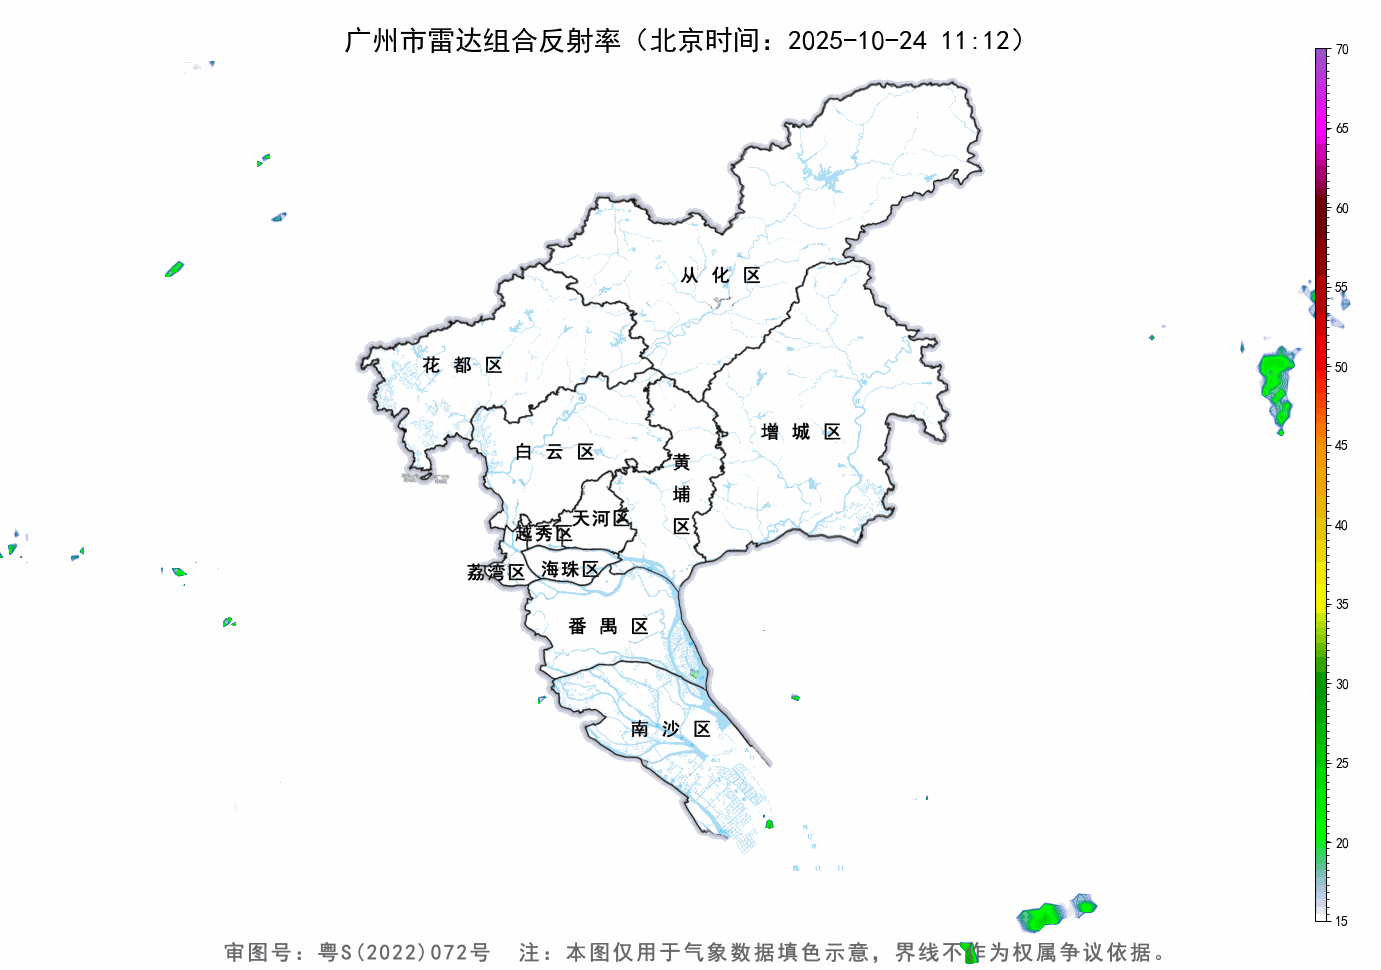 广州市雷达组合反射率（北京时间：2025-10-24 11:12）
70
65
60
55
50
45
40
35
30
25
20
15
从化区
花都区
增城区
白云区
黄埔区
天河区
越秀区
荔湾区
海珠区
番禺区
南沙区
审图号：粤S(2022)072号 注：本图仅用于气象数据填色示意，界线不作为权属争议依据。